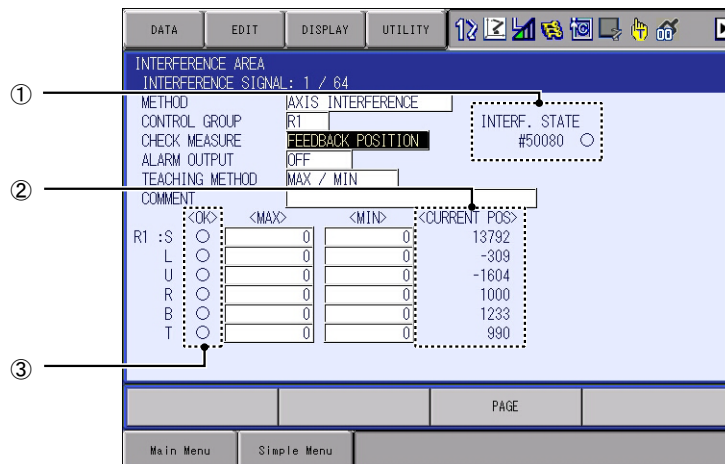 DATA EDIT DISPLAY UTILITY
INTERFERENCE AREA
INTERFERENCE SIGNAL: 1 / 64
①
METHOD AXIS INTERFERENCE
CONTROL GROUP R1 INTERF. STATE
CHECK MEASURE FEEDBACK POSITION #50080
ALARM OUTPUT OFF
TEACHING METHOD MAX / MIN
②
COMMENT
<OK> <MAX> <MIN> <CURRENT POS>
R1 :S 0 0 13792
L 0 0 -309
U 0 0 -1604
R 0 0 1000
B 0 0 1233
T 0 0 990
③
PAGE
Main Menu Simple Menu